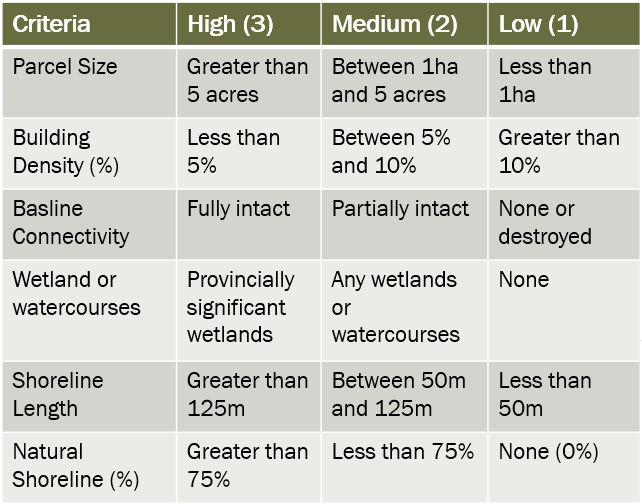 Criteria High (3) Medium (2) Low (1)
Parcel Size Greater than Between 1ha Less than
5 acres and 5 acres 1ha
Building Less than Between 5% Greater than
Density (%) 5% and 10% 10%
Basline Fully intact Partially intact None or
Connectivity destroyed
Wetland or Provincially Any wetlands None
watercourses significant or
wetlands watercourses
Shoreline Greater than Between 50m Less than
Length 125m and 125m 50m
Natural Greater than Less than 75% None (0%)
Shoreline (%) 75%